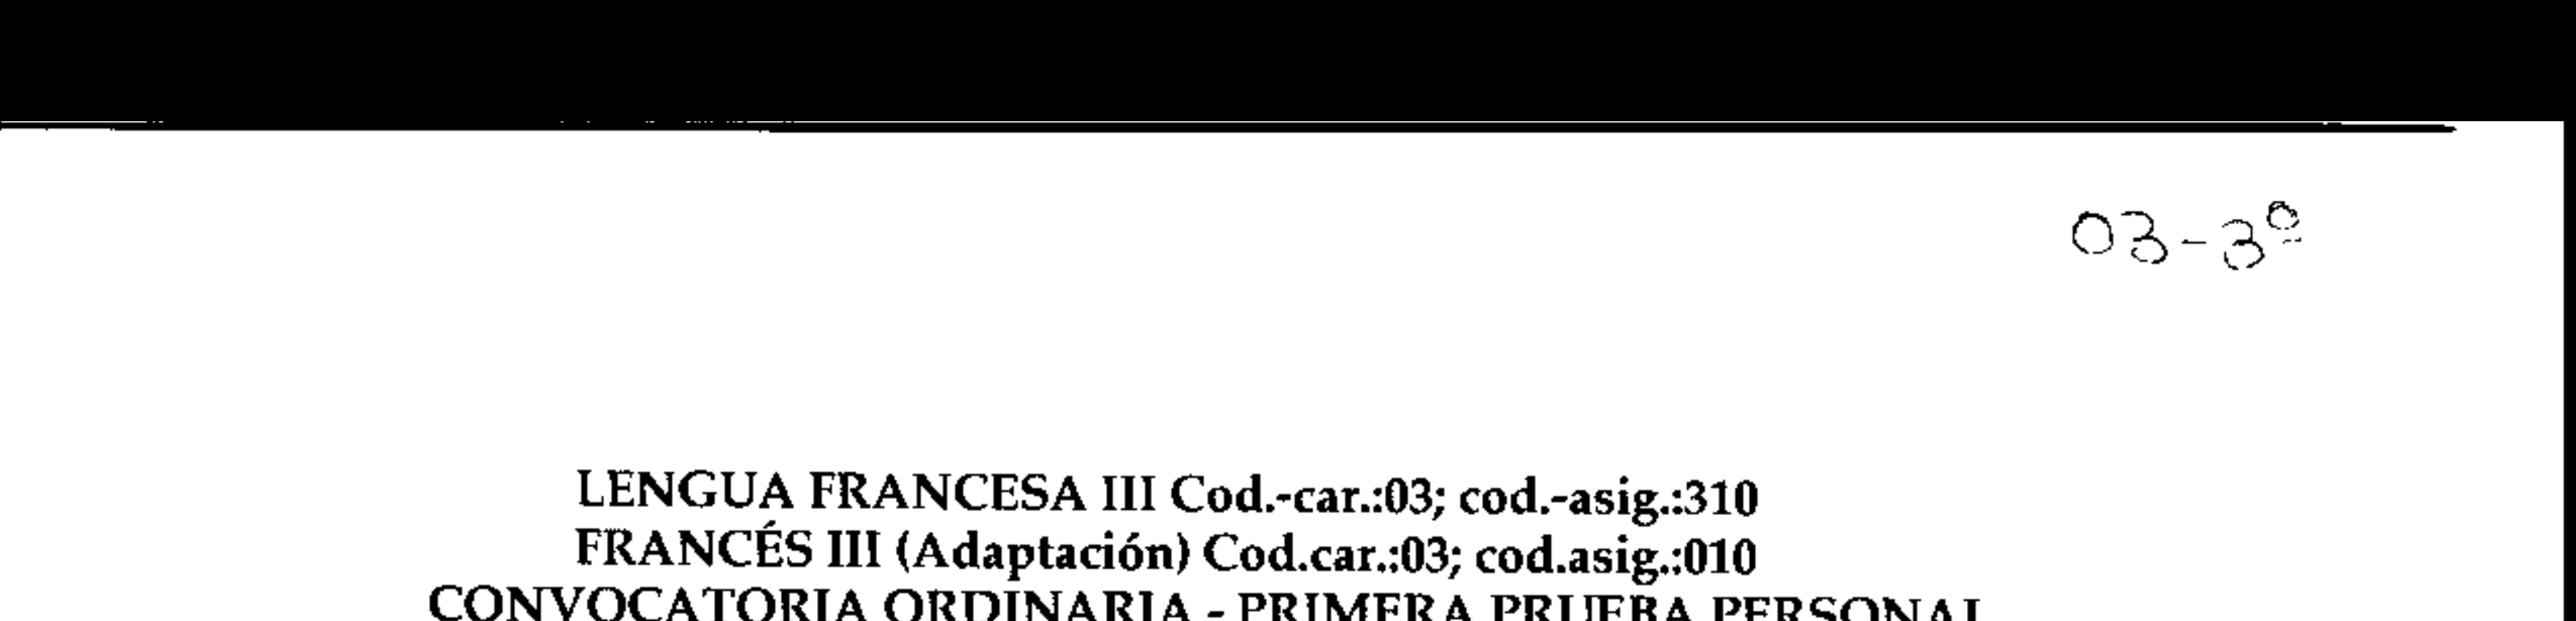 03-3º
LENGUA FRANCESA III Cod.-car.:03; cod.-asig.:310
FRANCÉS III (Adaptación) Cod.car.:03; cod.asig.:010
CONVOCATORIA ORDINARIA - PRIMERA PRUEBA PERSONAL